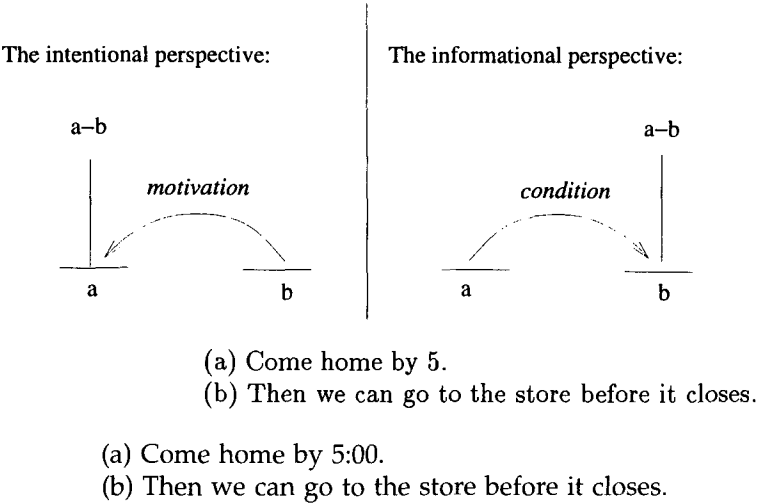 The intentional perspective:
The informational perspective:
a–b
a–b
motivation
condition
a
b
a
b
(a) Come home by 5.
(b) Then we can go to the store before it closes.
(a) Come home by 5:00.
(b) Then we can go to the store before it closes.